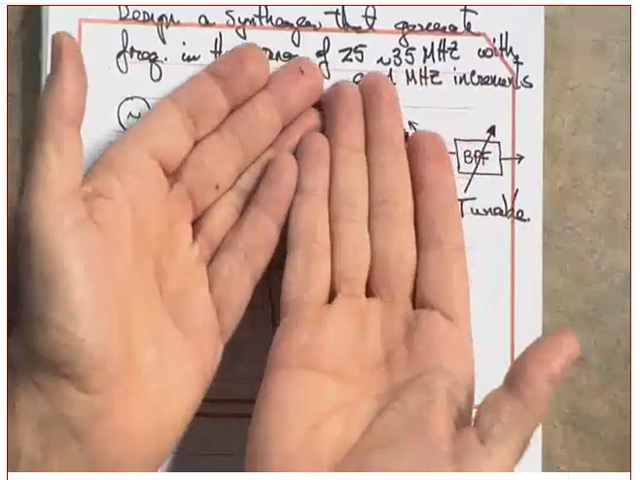 Design a Synthesizer that generate
freq. in the range of 25 ~35 MHz with
MHz increments
~
BPF
Tunable.